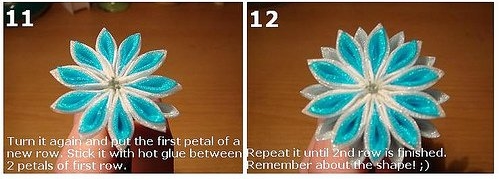 11
Turn it again and put the first petal of a
new row. Stick it with hot glue between
2 petals of first row.
12
Repeat it until 2nd row is finished.
Remember about the shape! ;)